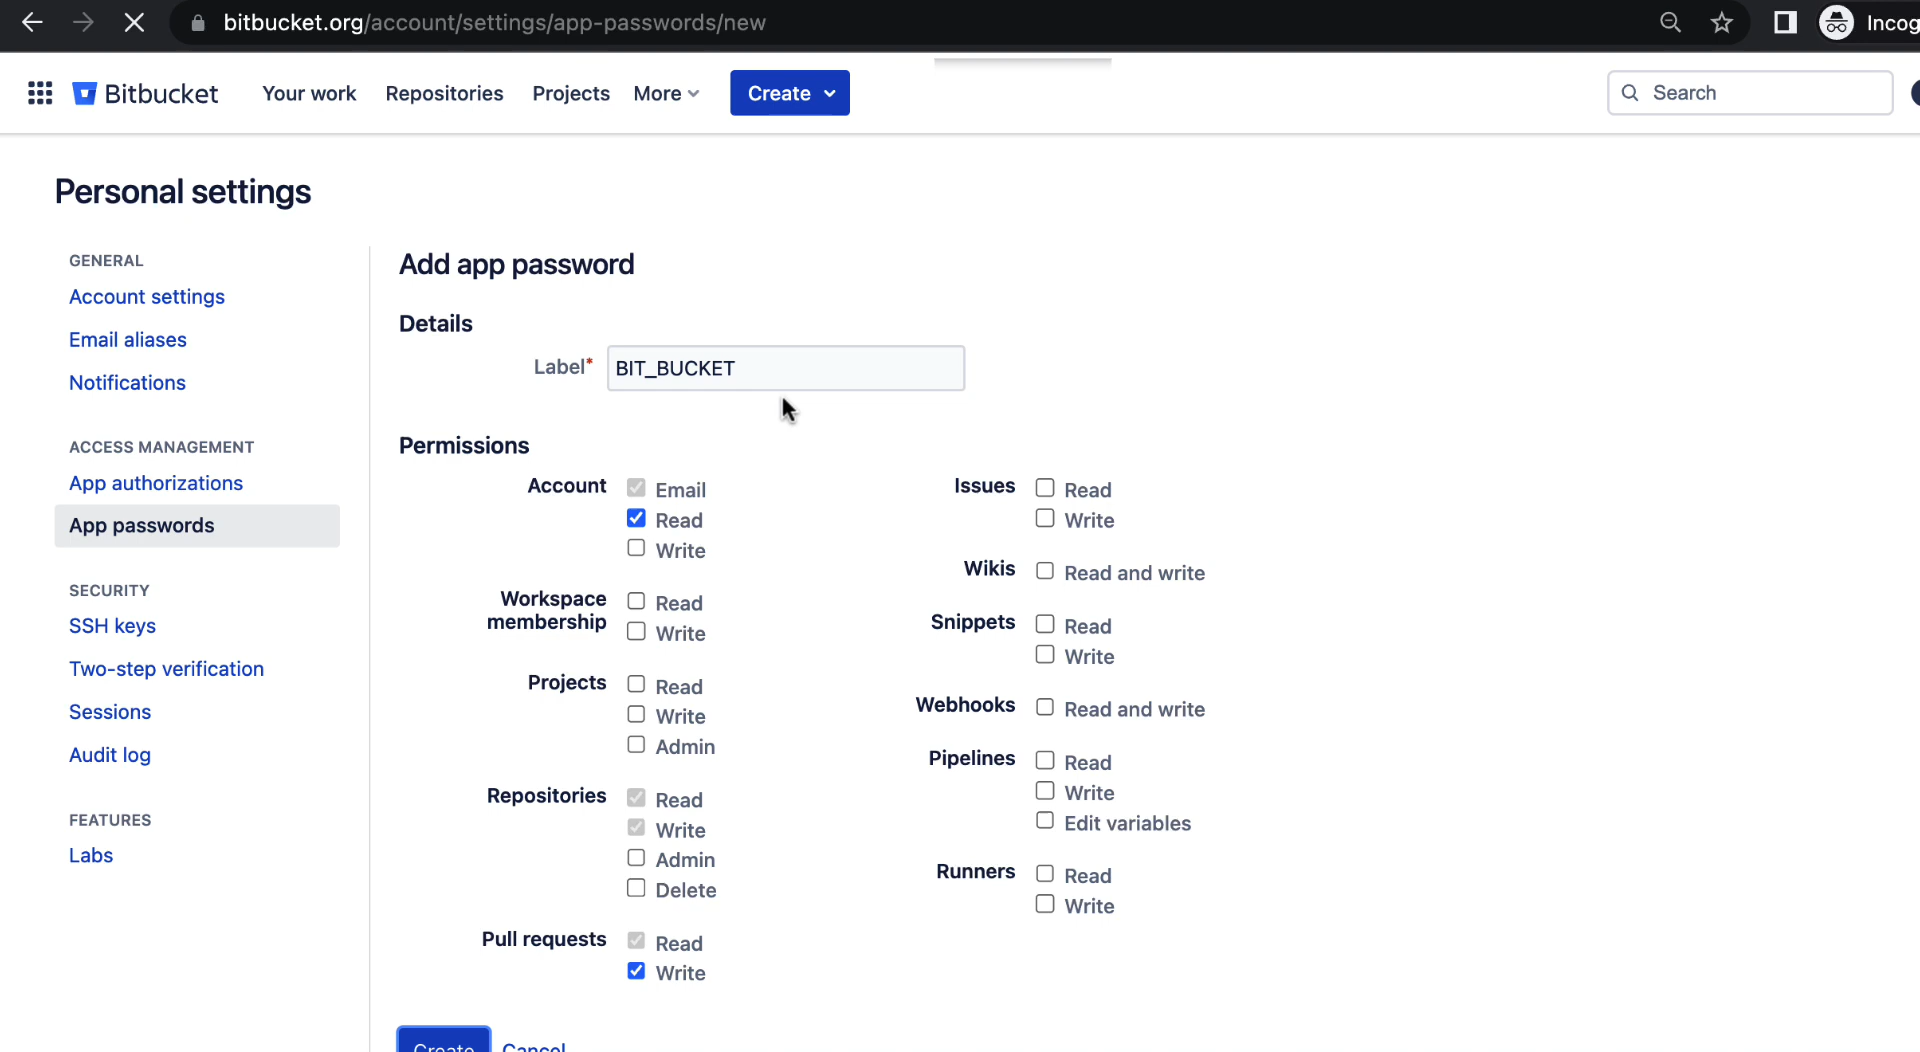 bitbucket.org/account/settings/app-passwords/new
Incog
Bitbucket
Your work
Repositories
Projects
More
Create
Search
Personal settings
GENERAL
Account settings
Email aliases
Notifications
ACCESS MANAGEMENT
App authorizations
App passwords
SECURITY
SSH keys
Two-step verification
Sessions
Audit log
FEATURES
Labs
Add app password
Details
Label* BIT_BUCKET
Permissions
Account
Email
Read
Write
Workspace
membership
Read
Write
Projects
Read
Write
Admin
Repositories
Read
Write
Admin
Delete
Pull requests
Read
Write
Issues
Read
Write
Wikis
Read and write
Snippets
Read
Write
Webhooks
Read and write
Pipelines
Read
Write
Edit variables
Runners
Read
Write
Create
Cancel